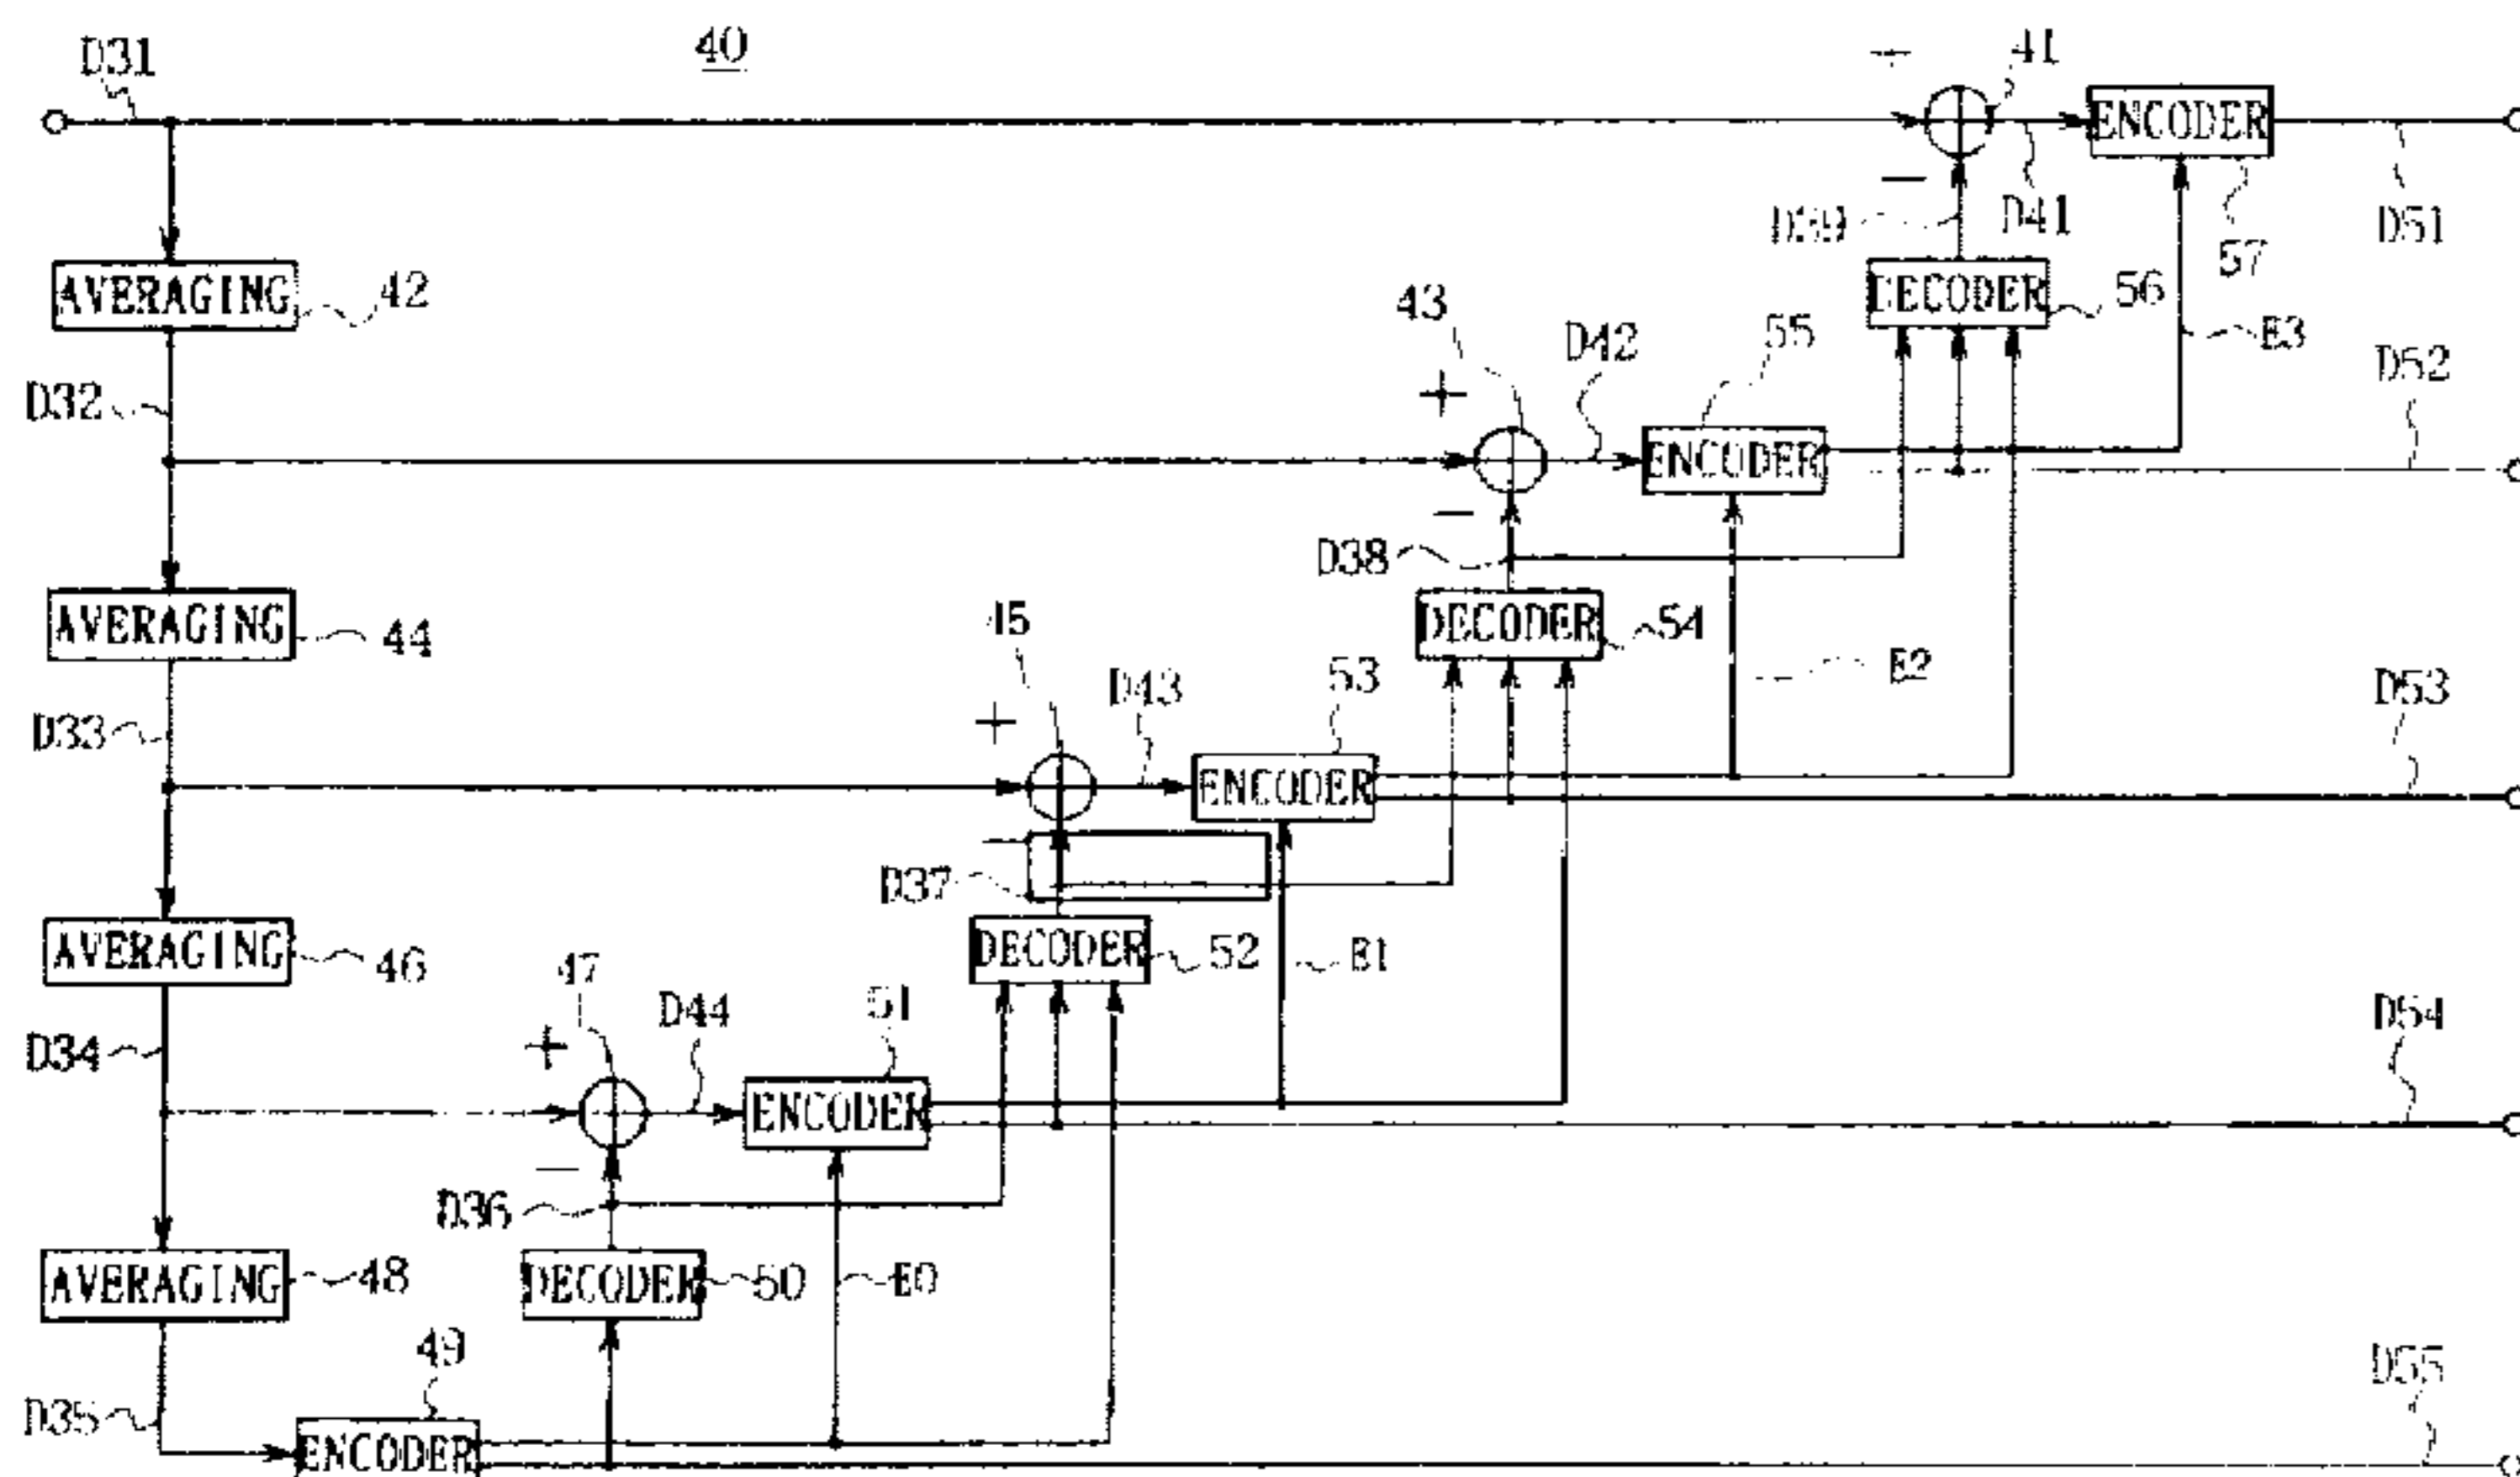 D31
40
+
41
ENCODER
−
D39
D41
D51
57
AVERAGING
42
DECODER
56
E3
43
D42
55
D32
+
D52
ENCODER
−
D38
AVERAGING
44
45
DECODER
54
53
E2
D33
+
D43
D53
ENCODER
−
D37
AVERAGING
46
47
DECODER
52
E1
D34
+
D44
51
D54
ENCODER
−
D36
AVERAGING
48
DECODER
50
E0
49
D35
D55
ENCODER